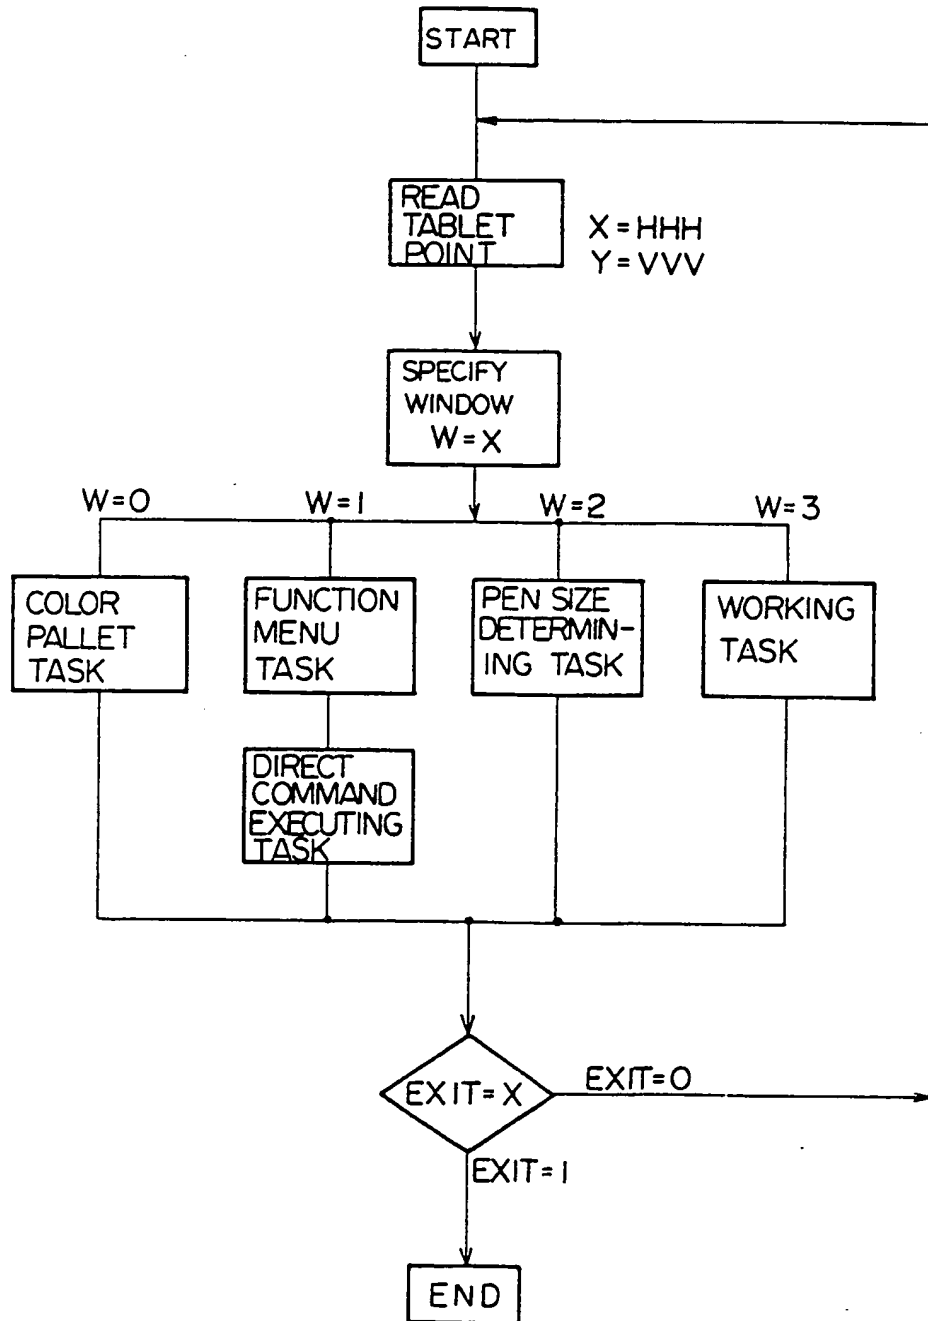 START
READ
TABLET
POINT
X=HHH
Y=VVV
SPECIFY
WINDOW
W=X
W=0
W=1
W=2
W=3
COLOR
PALLET
TASK
FUNCTION
MENU
TASK
PEN SIZE
DETERMIN-
ING TASK
WORKING
TASK
DIRECT
COMMAND
EXECUTING
TASK
EXIT=X
EXIT=0
EXIT=1
END